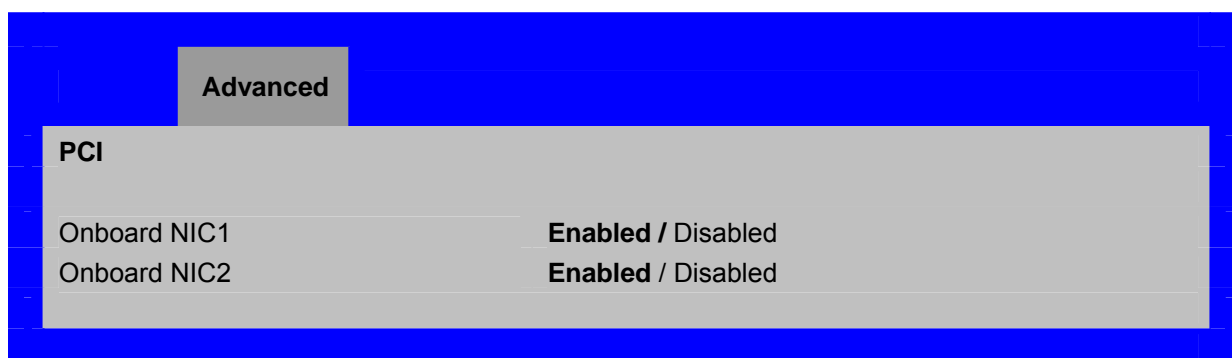 Advanced
PCI
Onboard NIC1 Enabled / Disabled
Onboard NIC2 Enabled / Disabled